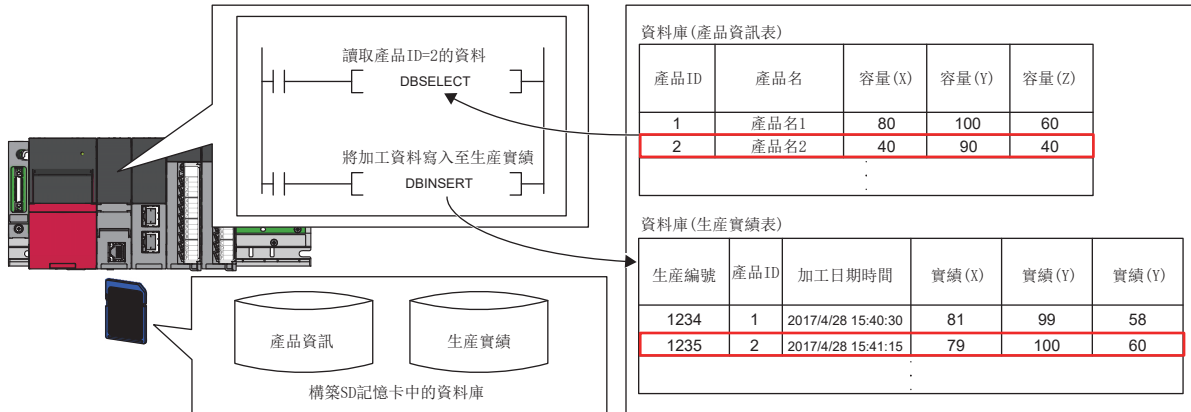 讀取產品ID=2的資料
DBSELECT
將加工資料寫入至生産實績
DBINSERT
產品資訊
生産實績
構築SD記憶卡中的資料庫
資料庫(產品資訊表)
產品ID 產品名 容量(X) 容量(Y) 容量(Z)
1 產品名1 80 100 60
2 產品名2 40 90 40
資料庫(生産實績表)
生産編號 產品ID 加工日期時間 實績(X) 實績(Y) 實績(Y)
1234 1 2017/4/28 15:40:30 81 99 58
1235 2 2017/4/28 15:41:15 79 100 60